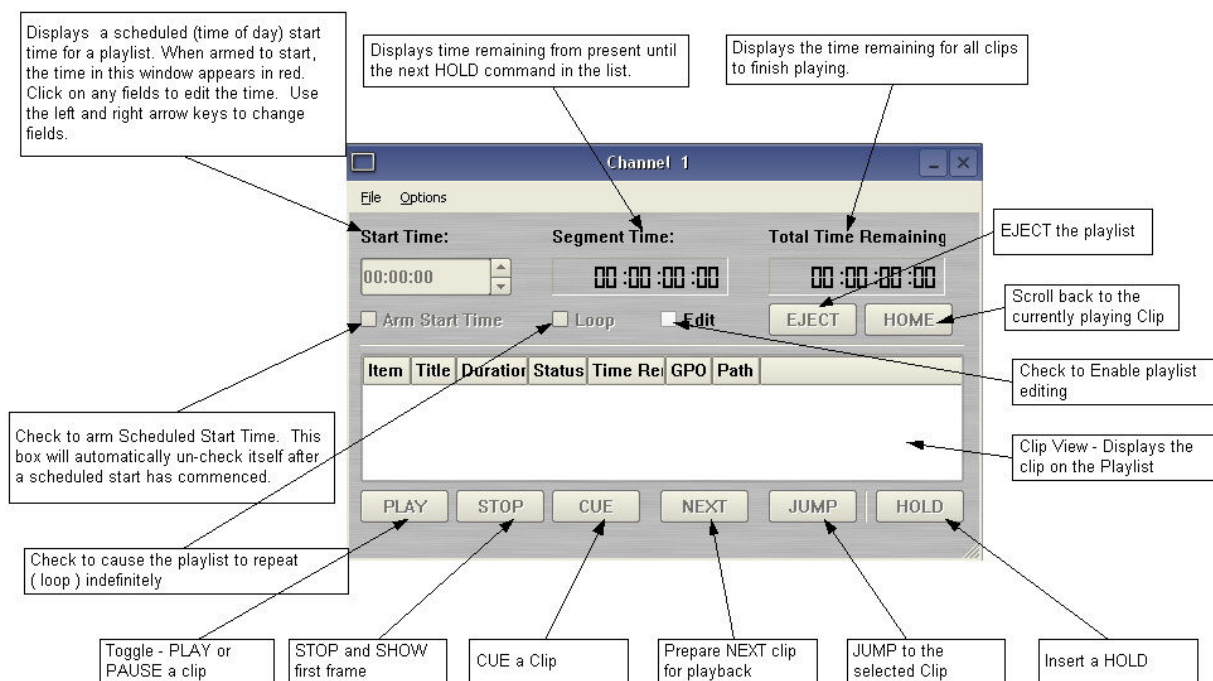 Displays a scheduled (time of day) start
time for a playlist. When armed to start,
the time in this window appears in red.
Click on any fields to edit the time. Use
the left and right arrow keys to change
fields.
Displays time remaining from present until
the next HOLD command in the list.
Displays the time remaining for all clips
to finish playing.
Channel 1
File Options
Start Time:
Segment Time:
Total Time Remaining
00:00:00
00:00:00:00
00:00:00:00
Arm Start Time
Loop
Edit
EJECT
HOME
EJECT the playlist
Scroll back to the
currently playing Clip
Check to Enable playlist
editing
Item Title Duration Status Time Rei GPO Path
Clip View - Displays the
clip on the Playlist
Check to arm Scheduled Start Time. This
box will automatically un-check itself after
a scheduled start has commenced.
PLAY
STOP
CUE
NEXT
JUMP
HOLD
Check to cause the playlist to repeat
( loop ) indefinitely
Toggle - PLAY or
PAUSE a clip
STOP and SHOW
first frame
CUE a Clip
Prepare NEXT clip
for playback
JUMP to the
selected Clip
Insert a HOLD